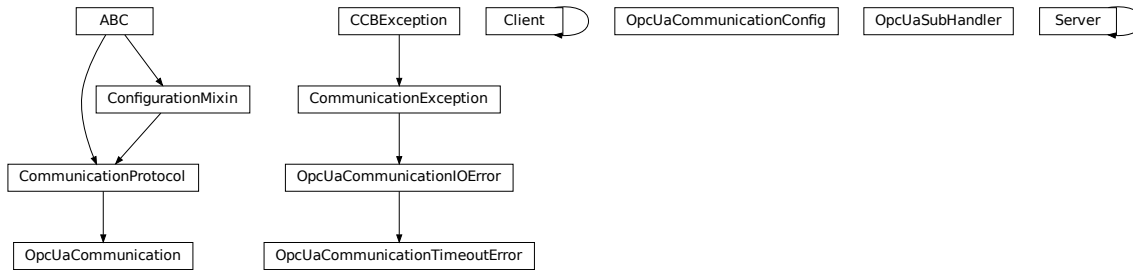 ABC
CCBException
Client
OpcUaCommunicationConfig
OpcUaSubHandler
Server
ConfigurationMixin
CommunicationException
CommunicationProtocol
OpcUaCommunicationIOError
OpcUaCommunication
OpcUaCommunicationTimeoutError